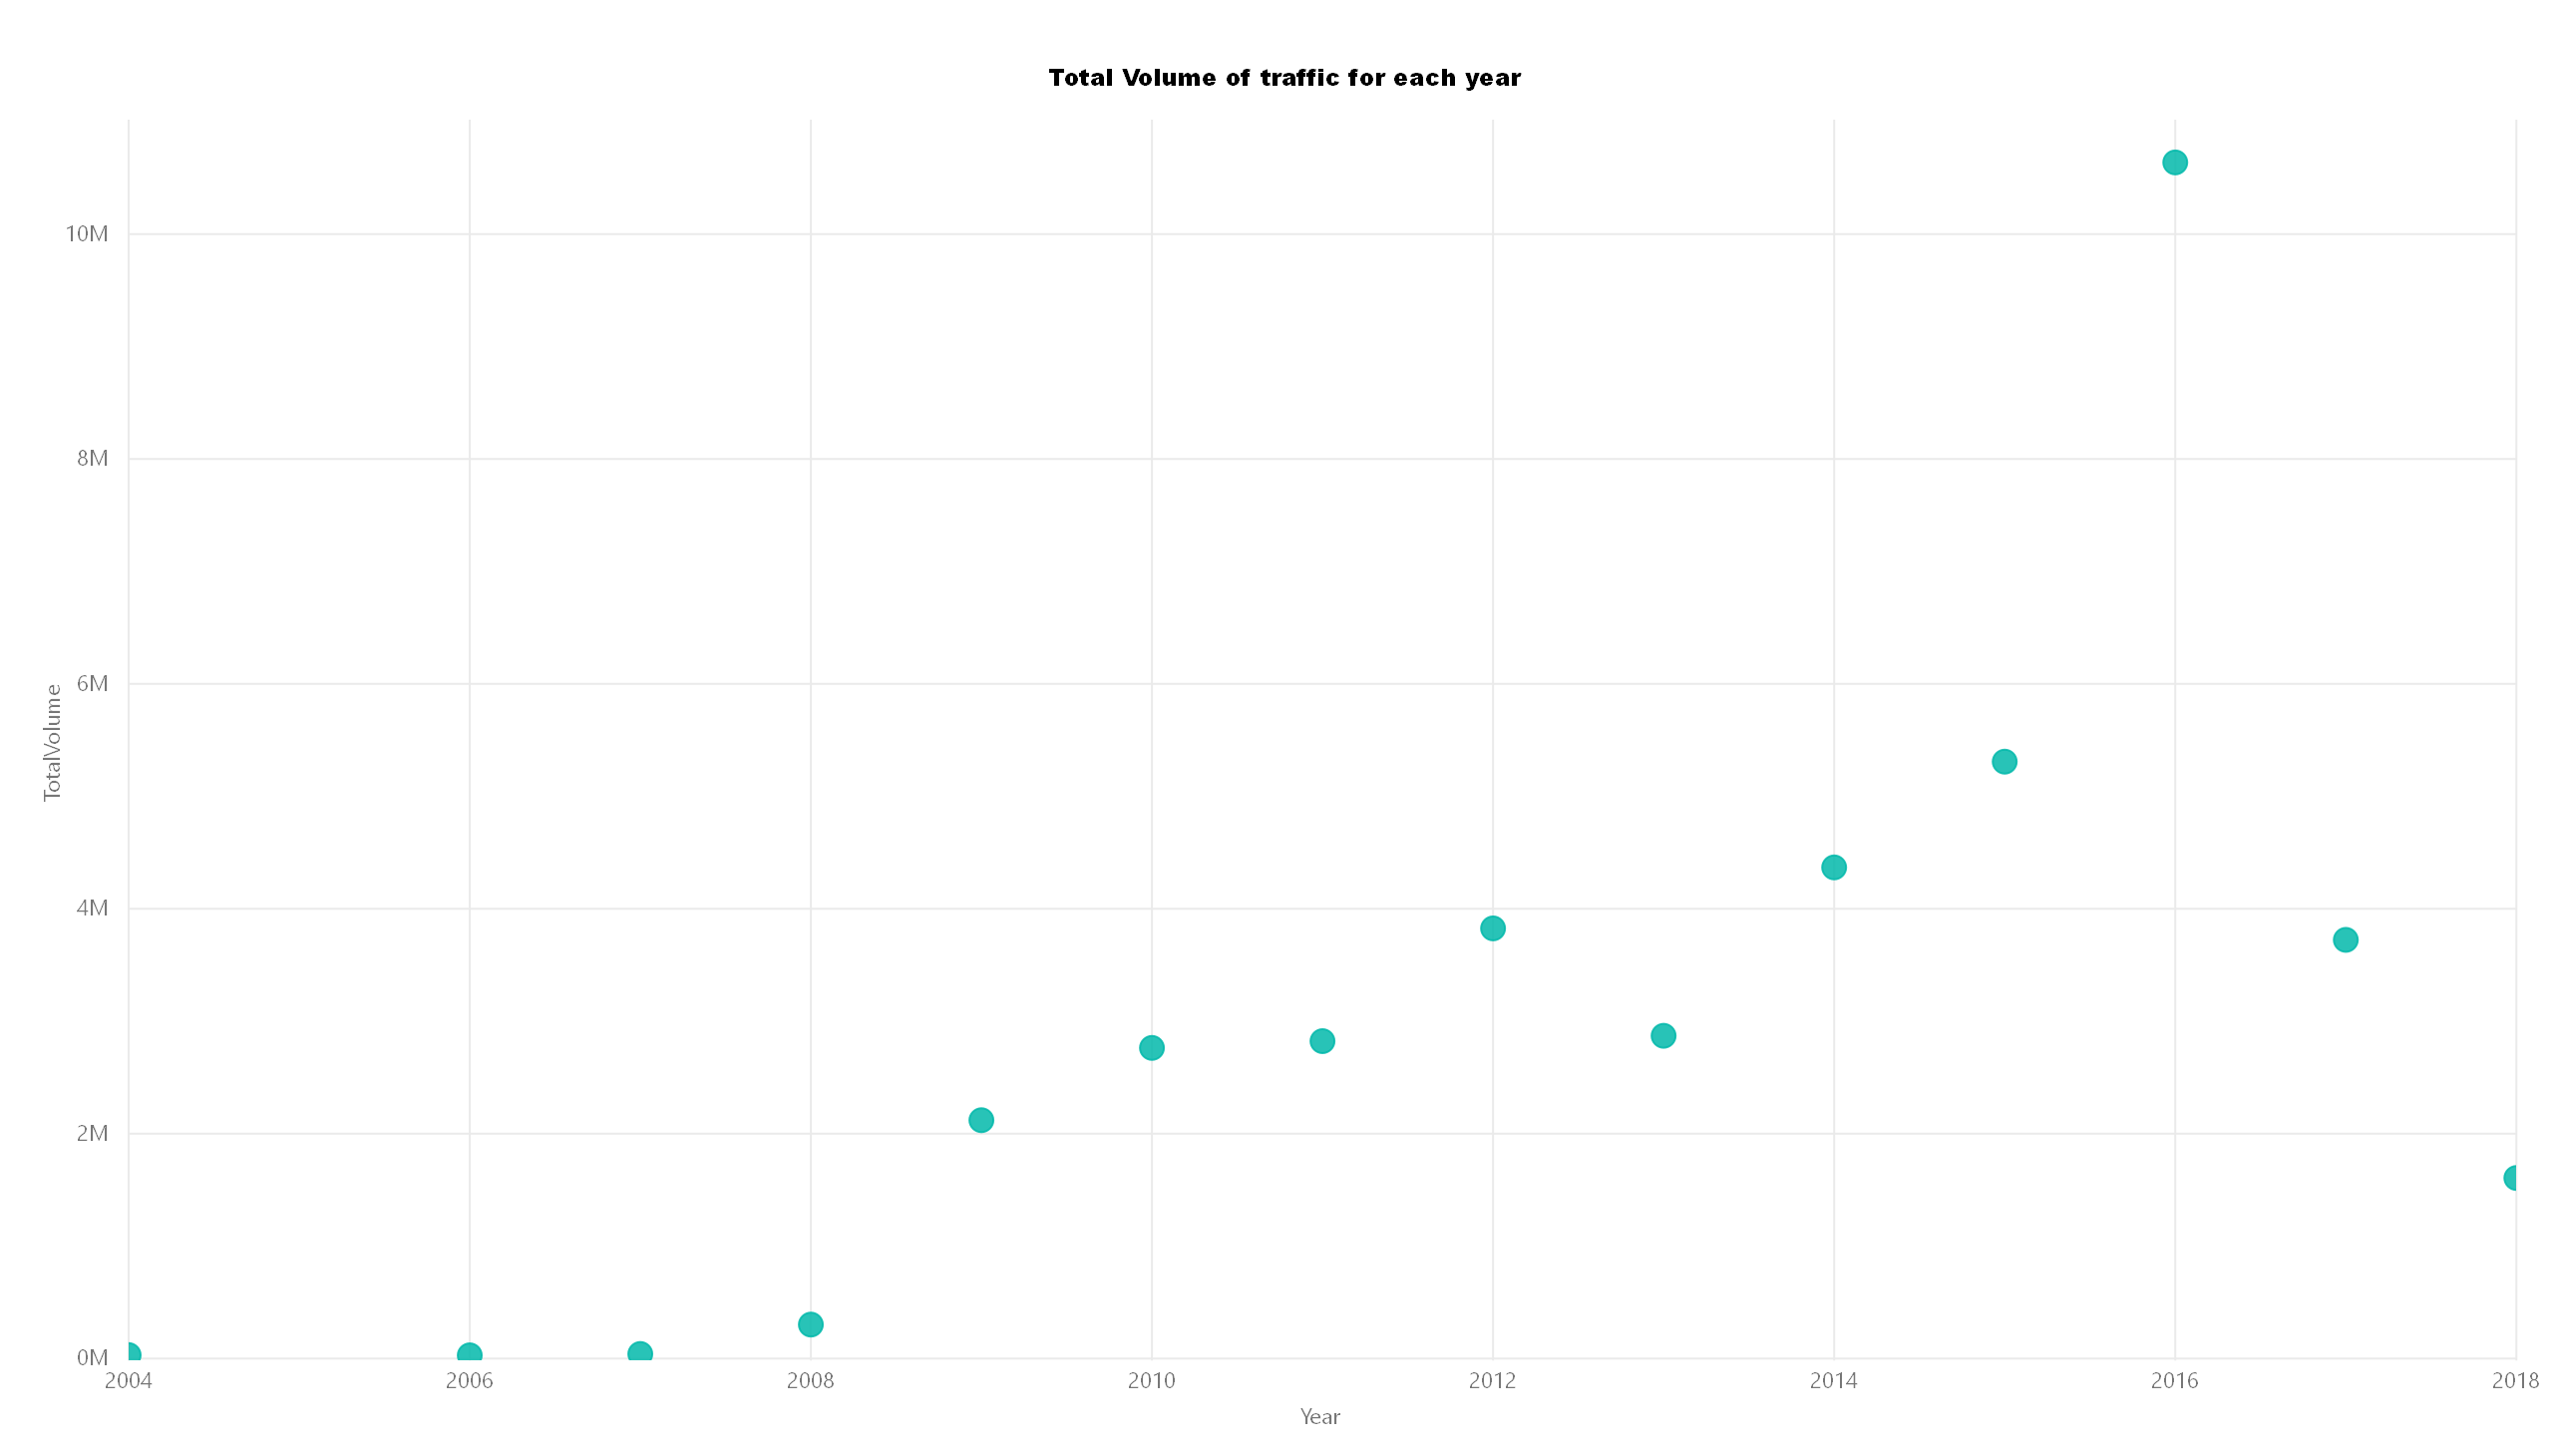 Total Volume of traffic for each year
10M
8M
6M
4M
2M
0M
TotalVolume
2004 2006 2008 2010 2012 2014 2016 2018
Year